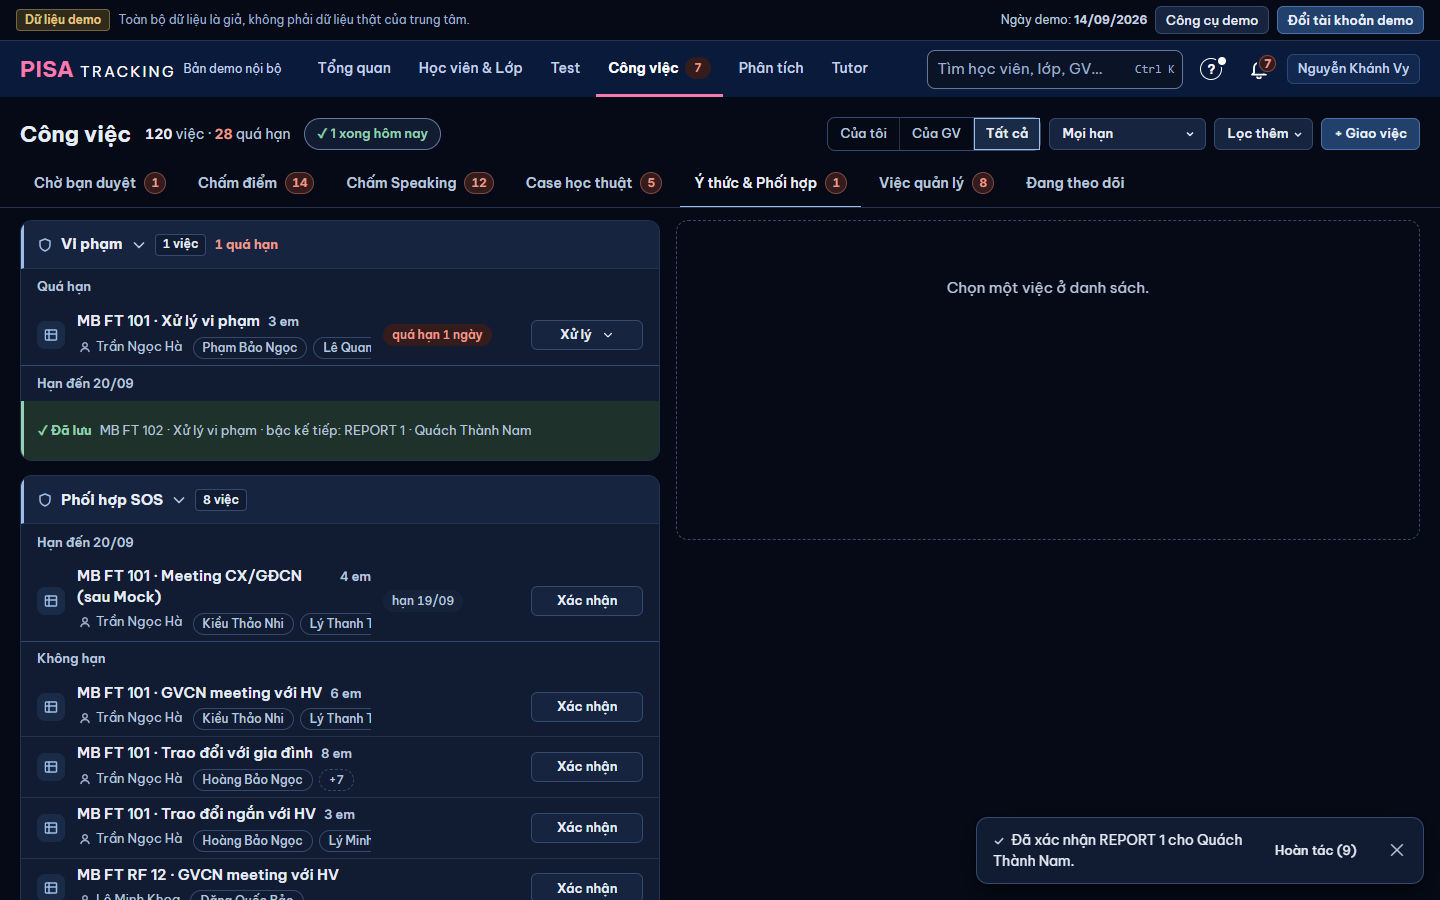 Dữ liệu demo Toàn bộ dữ liệu là giả, không phải dữ liệu thật của trung tâm. Ngày demo: 14/09/2026 Công cụ demo Đổi tài khoản demo
PISA TRACKING Bản demo nội bộ Tổng quan Học viên & Lớp Test Công việc 7 Phân tích Tutor Tìm học viên, lớp, GV... Ctrl K ? 7 Nguyễn Khánh Vy
Công việc 120 việc · 28 quá hạn ✓ 1 xong hôm nay Của tôi Của GV Tất cả Mọi hạn Lọc thêm + Giao việc
Chờ bạn duyệt 1 Chấm điểm 14 Chấm Speaking 12 Case học thuật 5 Ý thức & Phối hợp 1 Việc quản lý 8 Đang theo dõi
Vi phạm 1 việc 1 quá hạn
Quá hạn
MB FT 101 · Xử lý vi phạm 3 em
Trần Ngọc Hà Phạm Bảo Ngọc Lê Quan
quá hạn 1 ngày Xử lý
Hạn đến 20/09
✓ Đã lưu MB FT 102 · Xử lý vi phạm · bậc kế tiếp: REPORT 1 · Quách Thành Nam
Phối hợp SOS 8 việc
Hạn đến 20/09
MB FT 101 · Meeting CX/GĐCN 4 em
(sau Mock)
Trần Ngọc Hà Kiều Thảo Nhi Lý Thanh T
hạn 19/09 Xác nhận
Không hạn
MB FT 101 · GVCN meeting với HV 6 em
Trần Ngọc Hà Kiều Thảo Nhi Lý Thanh T
Xác nhận
MB FT 101 · Trao đổi với gia đình 8 em
Trần Ngọc Hà Hoàng Bảo Ngọc +7
Xác nhận
MB FT 101 · Trao đổi ngắn với HV 3 em
Trần Ngọc Hà Hoàng Bảo Ngọc Lý Minh
Xác nhận
MB FT RF 12 · GVCN meeting với HV
Lê Minh Khoa Đặng Quốc Bảo
Xác nhận
Chọn một việc ở danh sách.
✓ Đã xác nhận REPORT 1 cho Quách
Thành Nam.
Hoàn tác (9)